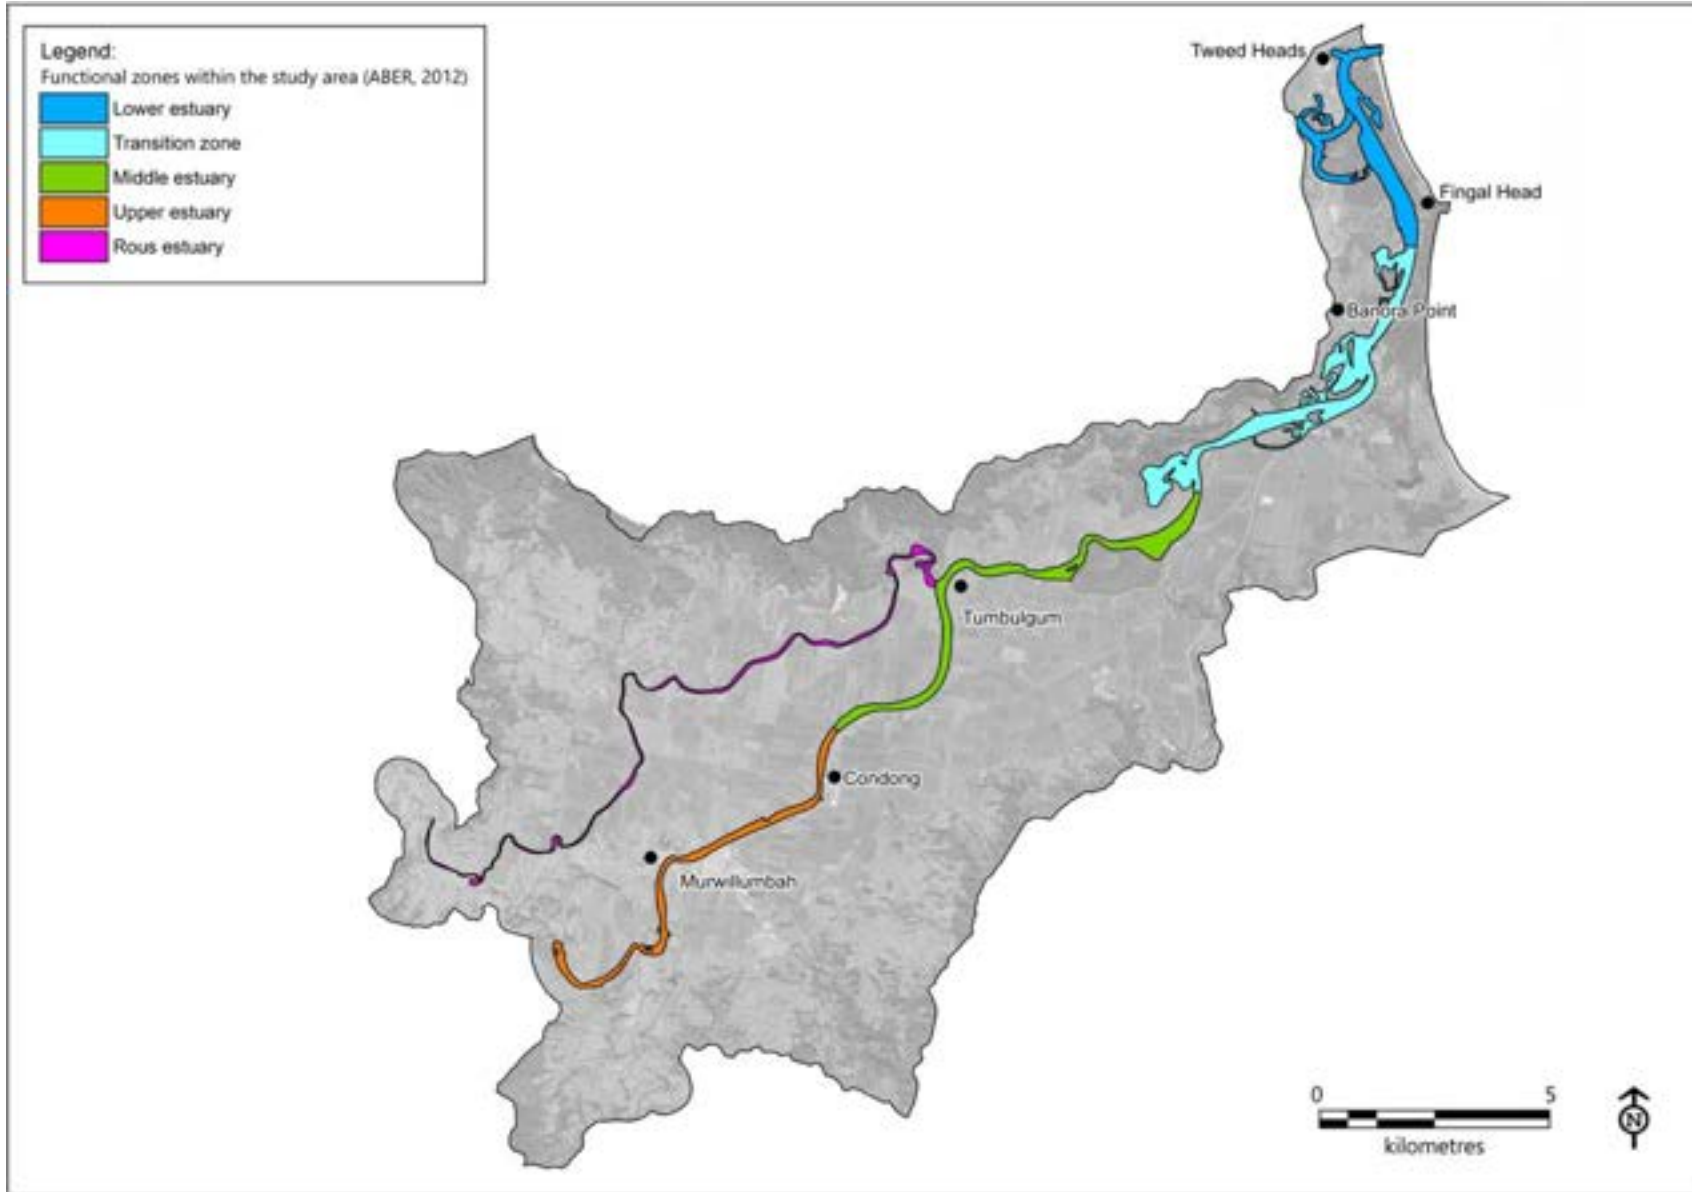 Legend:
Functional zones within the study area (ABER, 2012)
Lower estuary
Transition zone
Middle estuary
Upper estuary
Rous estuary
Tweed Heads
Fingal Head
Banora Point
Tumbulgum
Condong
Murwillumbah
0 5
kilometres
N